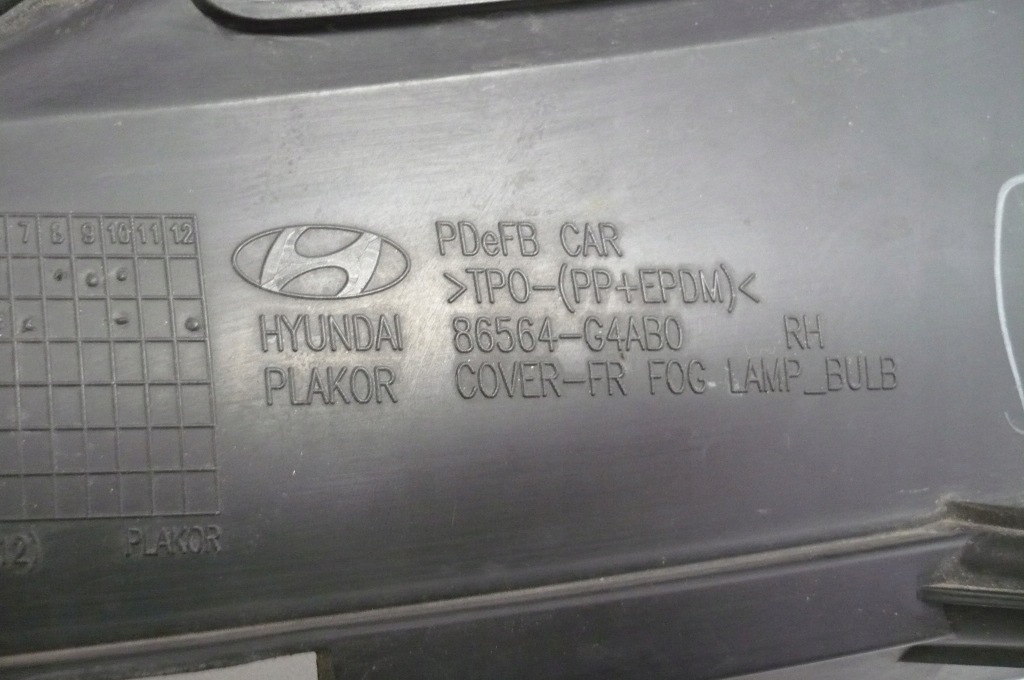 7 8 9 10 11 12
PDeFB CAR
>TPO-(PP+EPDM)<
HYUNDAI 86564-G4AB0 RH
PLAKOR COVER-FR FOG LAMP_BULB
PLAKOR